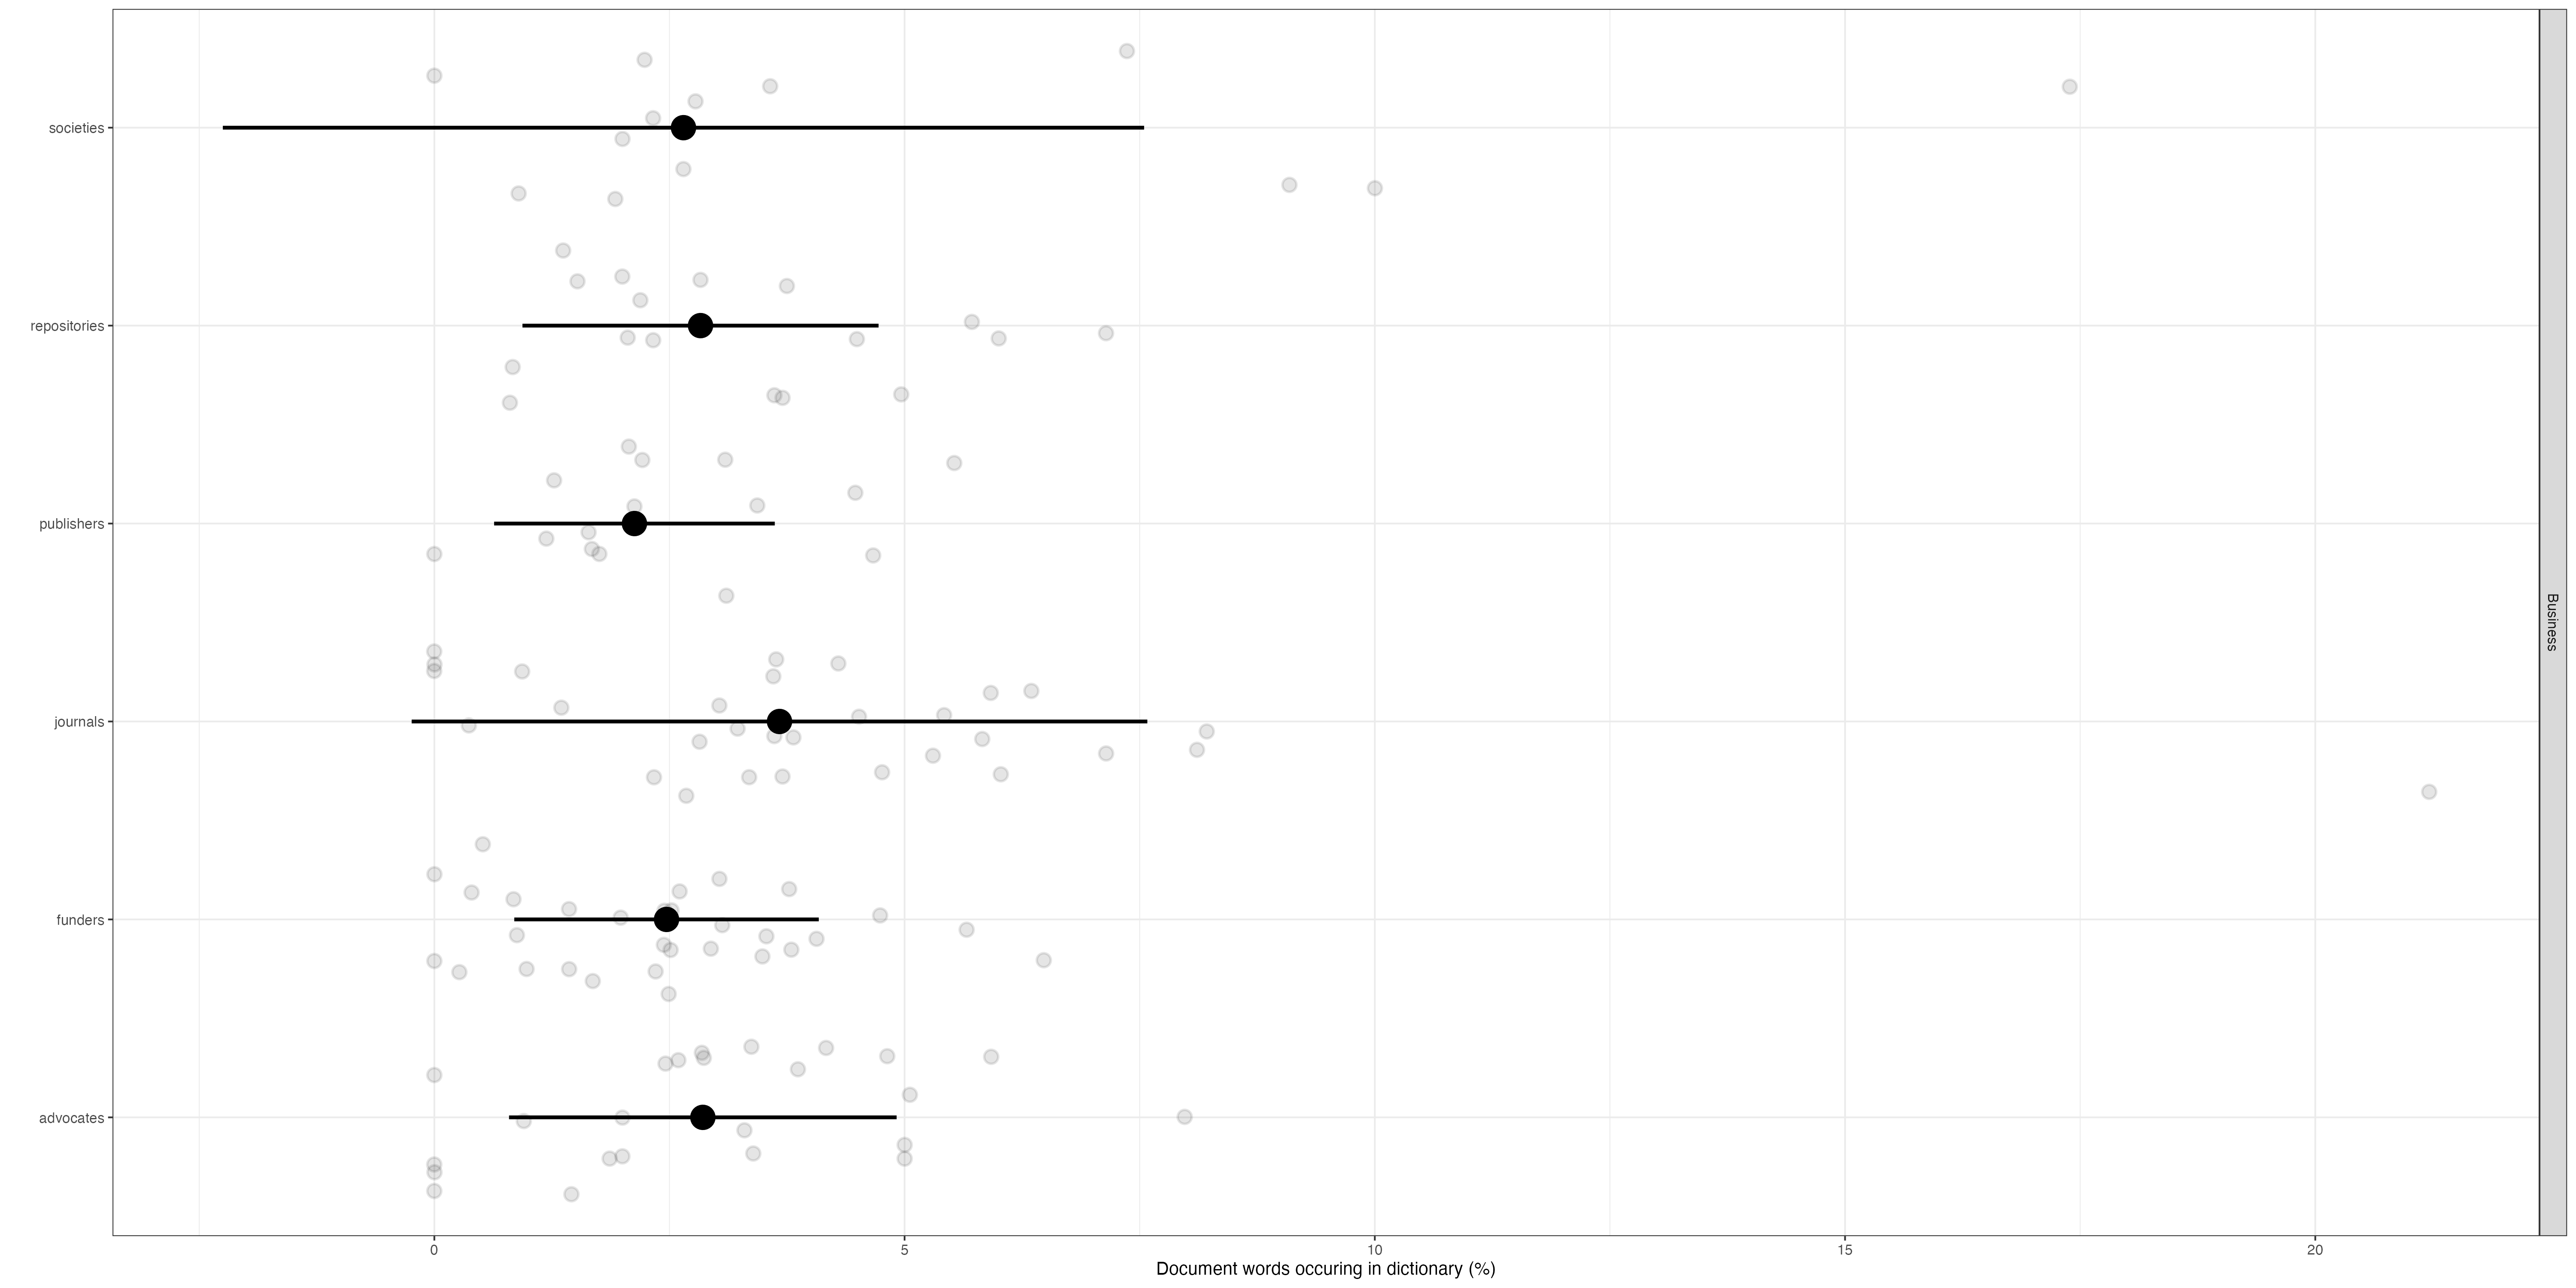 societies
repositories
publishers
journals
funders
advocates
Business
0 5 10 15 20
Document words occuring in dictionary (%)